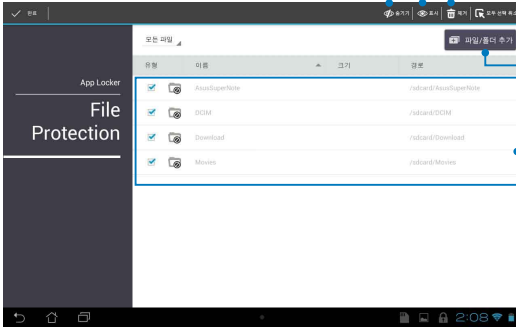 완료 숨기기 표시 제거 모두 선택 취소
모든 파일 파일/폴더 추가
유형 이름 크기 경로
App Locker
File
Protection
AsusSuperNote /sdcard/AsusSuperNote
DCIM /sdcard/DCIM
Download /sdcard/Download
Movies /sdcard/Movies
2:08